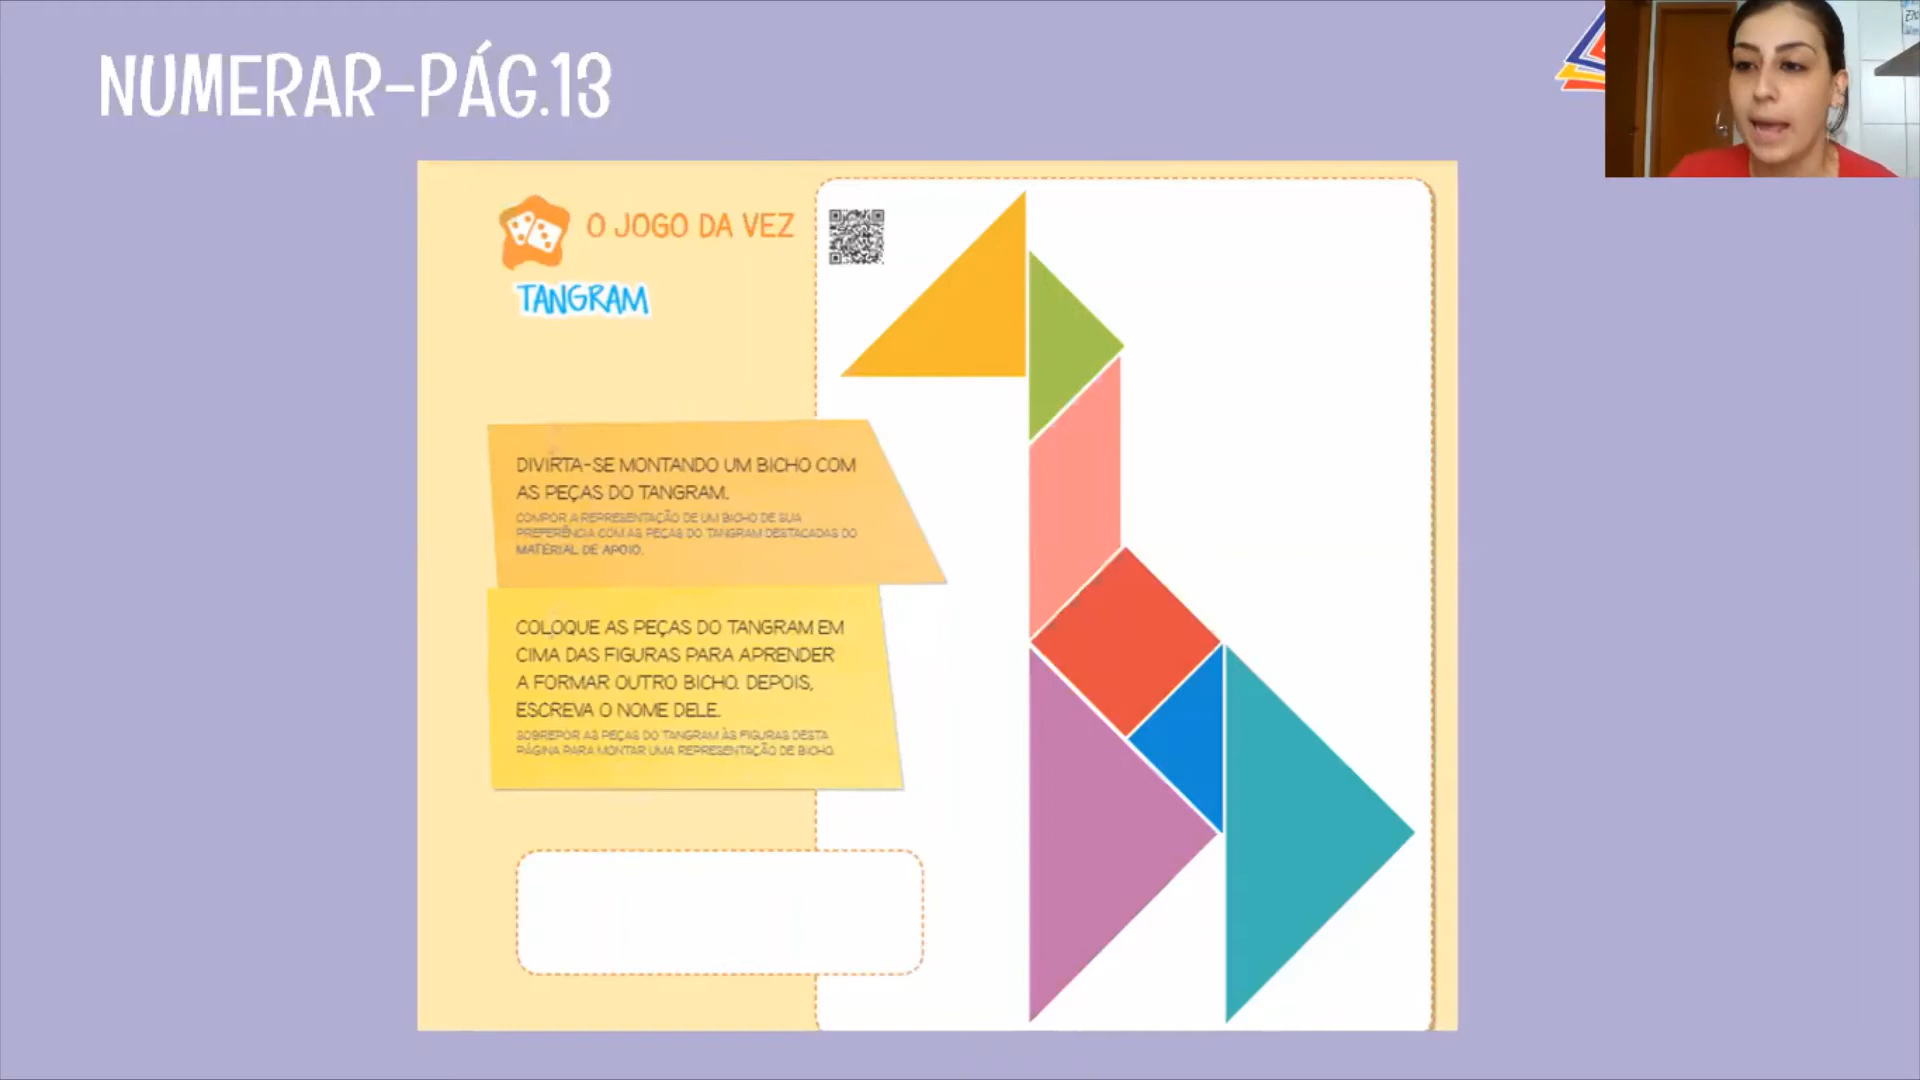 NUMERAR-PÁG.13
O JOGO DA VEZ
TANGRAM
DIVIRTA-SE MONTANDO UM BICHO COM
AS PEÇAS DO TANGRAM.
COMPOR A REPRESENTAÇÃO DE UM BICHO DE SUA
PREFERÊNCIA COM AS PEÇAS DO TANGRAM DESTACADAS DO
MATERIAL DE APOIO.
COLOQUE AS PEÇAS DO TANGRAM EM
CIMA DAS FIGURAS PARA APRENDER
A FORMAR OUTRO BICHO. DEPOIS,
ESCREVA O NOME DELE.
SOBREPOR AS PEÇAS DO TANGRAM ÀS FIGURAS DESTA
PÁGINA PARA MONTAR UMA REPRESENTAÇÃO DE BICHO.